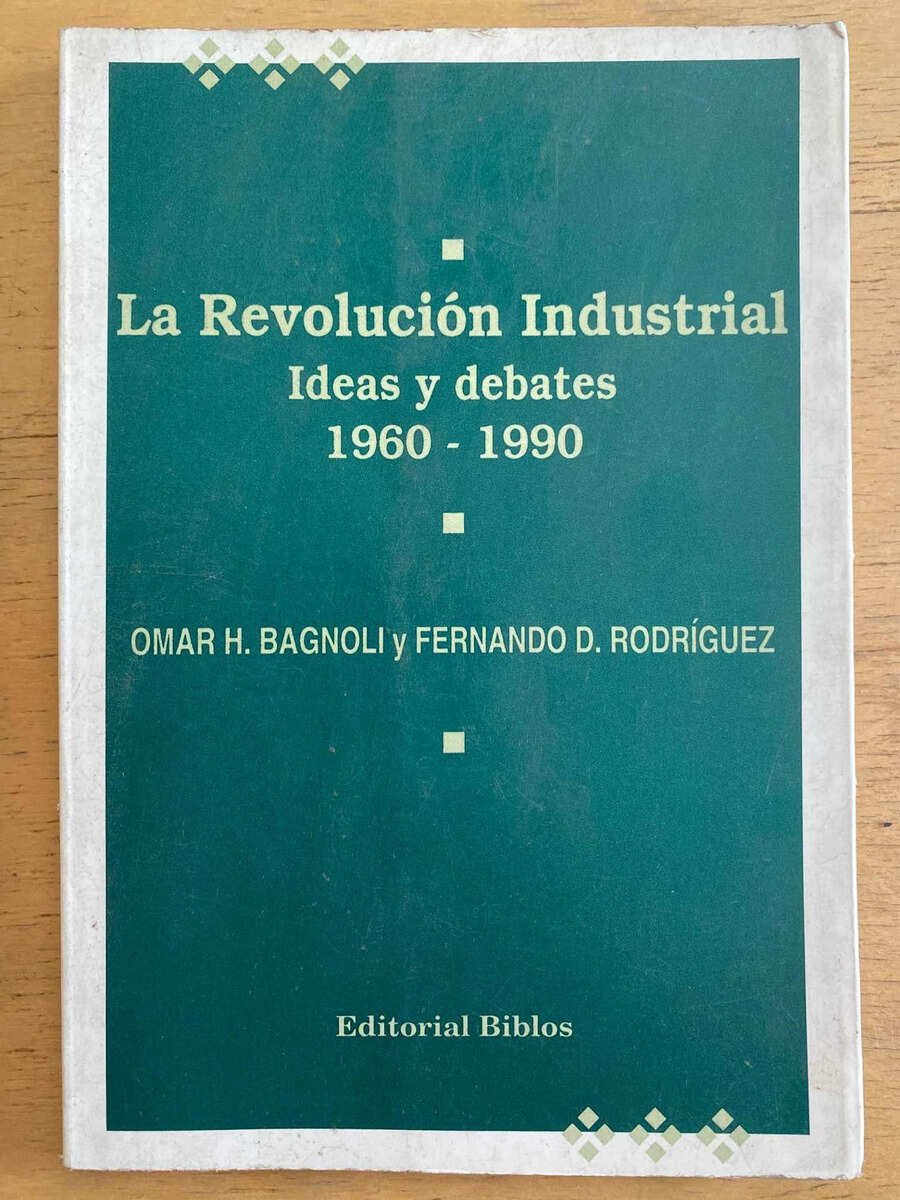 La Revolución Industrial
Ideas y debates
1960 - 1990
OMAR H. BAGNOLI y FERNANDO D. RODRÍGUEZ
Editorial Biblos